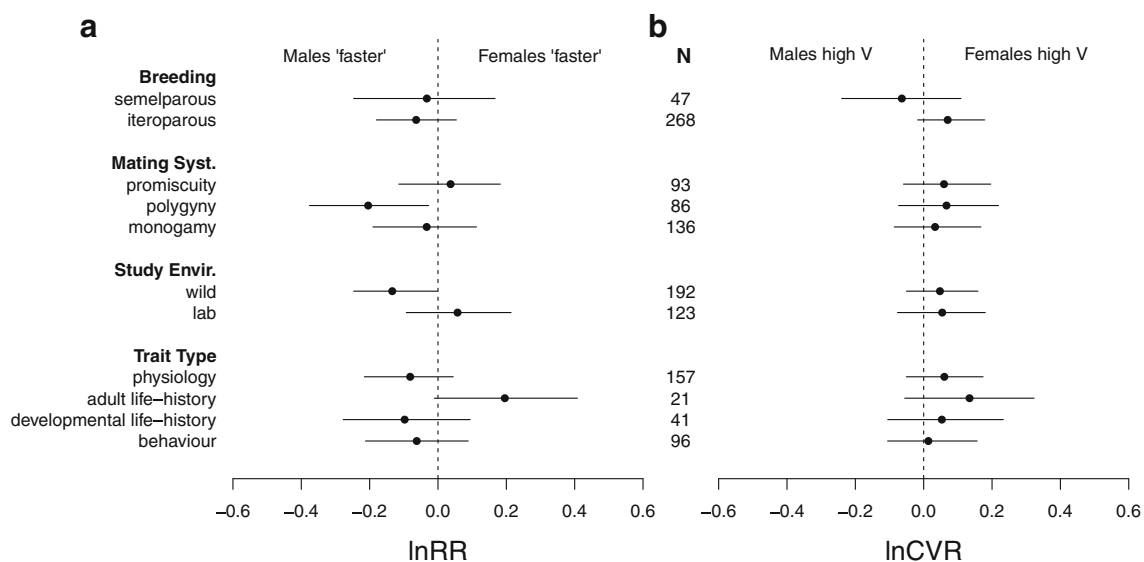 a
b
Males 'faster' Females 'faster' N Males high V Females high V
Breeding
semelparous 47
iteroparous 268
Mating Syst.
promiscuity 93
polygyny 86
monogamy 136
Study Envir.
wild 192
lab 123
Trait Type
physiology 157
adult life−history 21
developmental life−history 41
behaviour 96
−0.6 −0.4 −0.2 0.0 0.2 0.4 0.6 −0.6 −0.4 −0.2 0.0 0.2 0.4 0.6
lnRR lnCVR